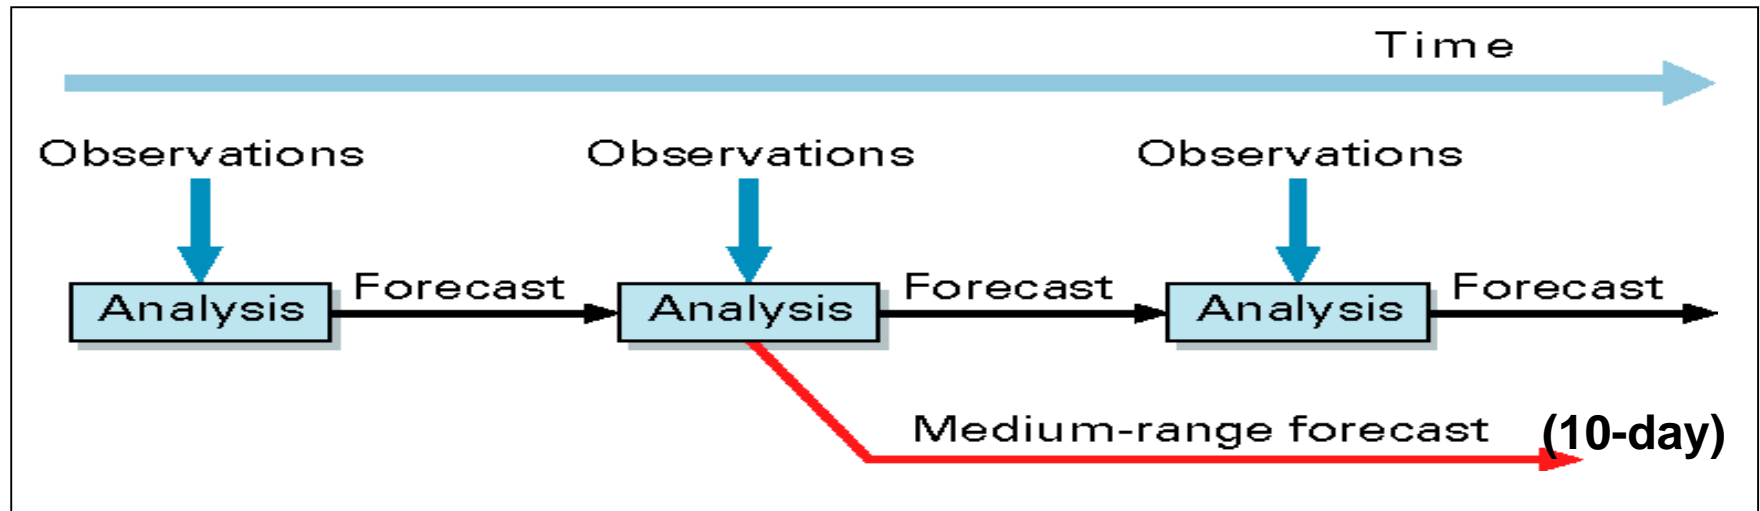 Time
Observations Observations Observations
Forecast Forecast Forecast
Analysis Analysis Analysis
Medium-range forecast (10-day)